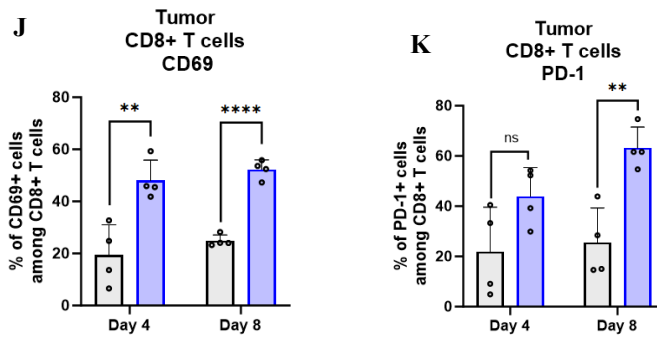 J
Tumor
CD8+ T cells
CD69
% of CD69+ cells
among CD8+ T cells
80
60
40
20
0
**
****
Day 4
Day 8
K
Tumor
CD8+ T cells
PD-1
% of PD-1+ cells
among CD8+ T cells
80
60
40
20
0
ns
**
Day 4
Day 8